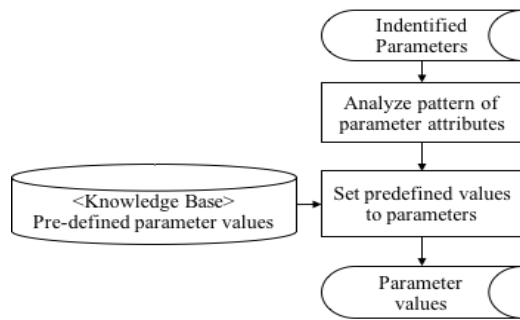 Indentified
Parameters
Analyze pattern of
parameter attributes
<Knowledge Base>
Pre-defined parameter values
Set predefined values
to parameters
Parameter
values